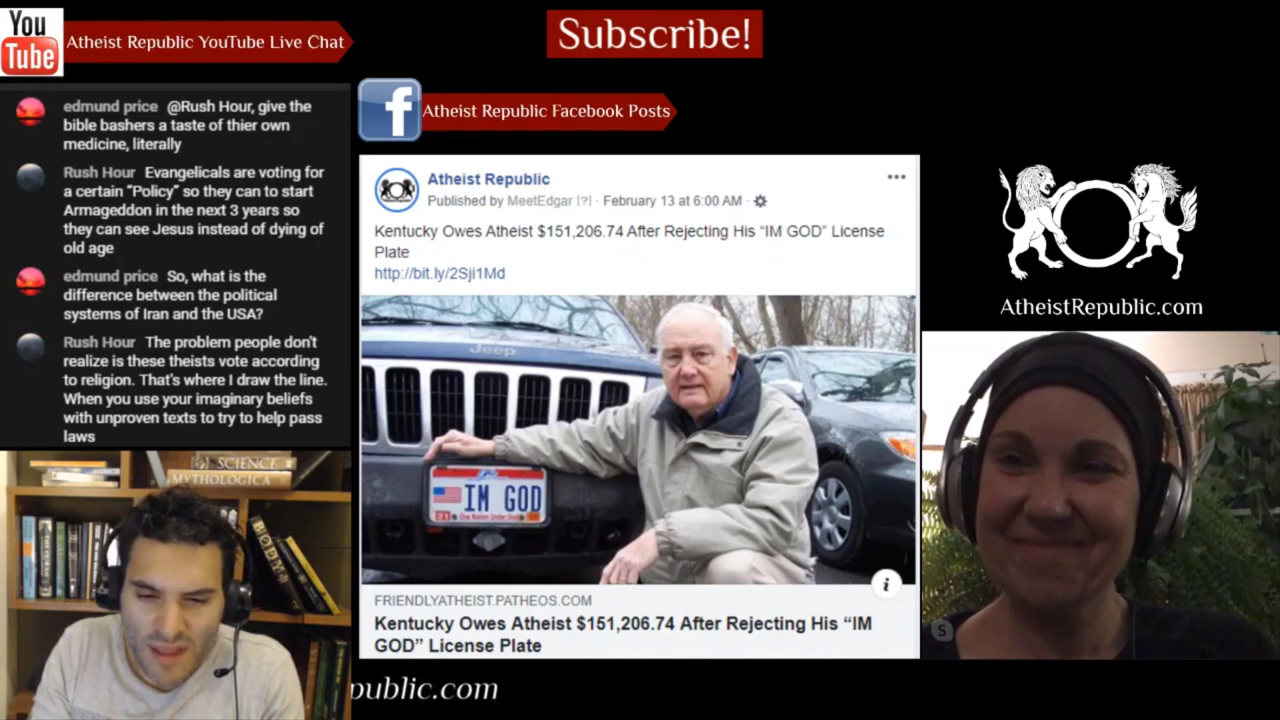 You
Tube
Atheist Republic YouTube Live Chat
Subscribe!
edmund price @Rush Hour, give the
bible bashers a taste of thier own
medicine, literally
Rush Hour Evangelicals are voting for
a certain "Policy" so they can to start
Armageddon in the next 3 years so
they can see Jesus instead of dying of
old age
edmund price So, what is the
difference between the political
systems of Iran and the USA?
Rush Hour The problem people don't
realize is these theists vote according
to religion. That's where I draw the line.
When you use your imaginary beliefs
with unproven texts to try to help pass
laws
f
Atheist Republic Facebook Posts
Atheist Republic
Published by MeetEdgar [?] · February 13 at 6:00 AM ·
Kentucky Owes Atheist $151,206.74 After Rejecting His “IM GOD” License
Plate
http://bit.ly/2Sji1Md
Jeep
IM GOD
One Nation Under God
i
FRIENDLYATHEIST.PATHEOS.COM
Kentucky Owes Atheist $151,206.74 After Rejecting His “IM
GOD” License Plate
AtheistRepublic.com
SCIENCE
MYTHOLOGICA
S
public.com